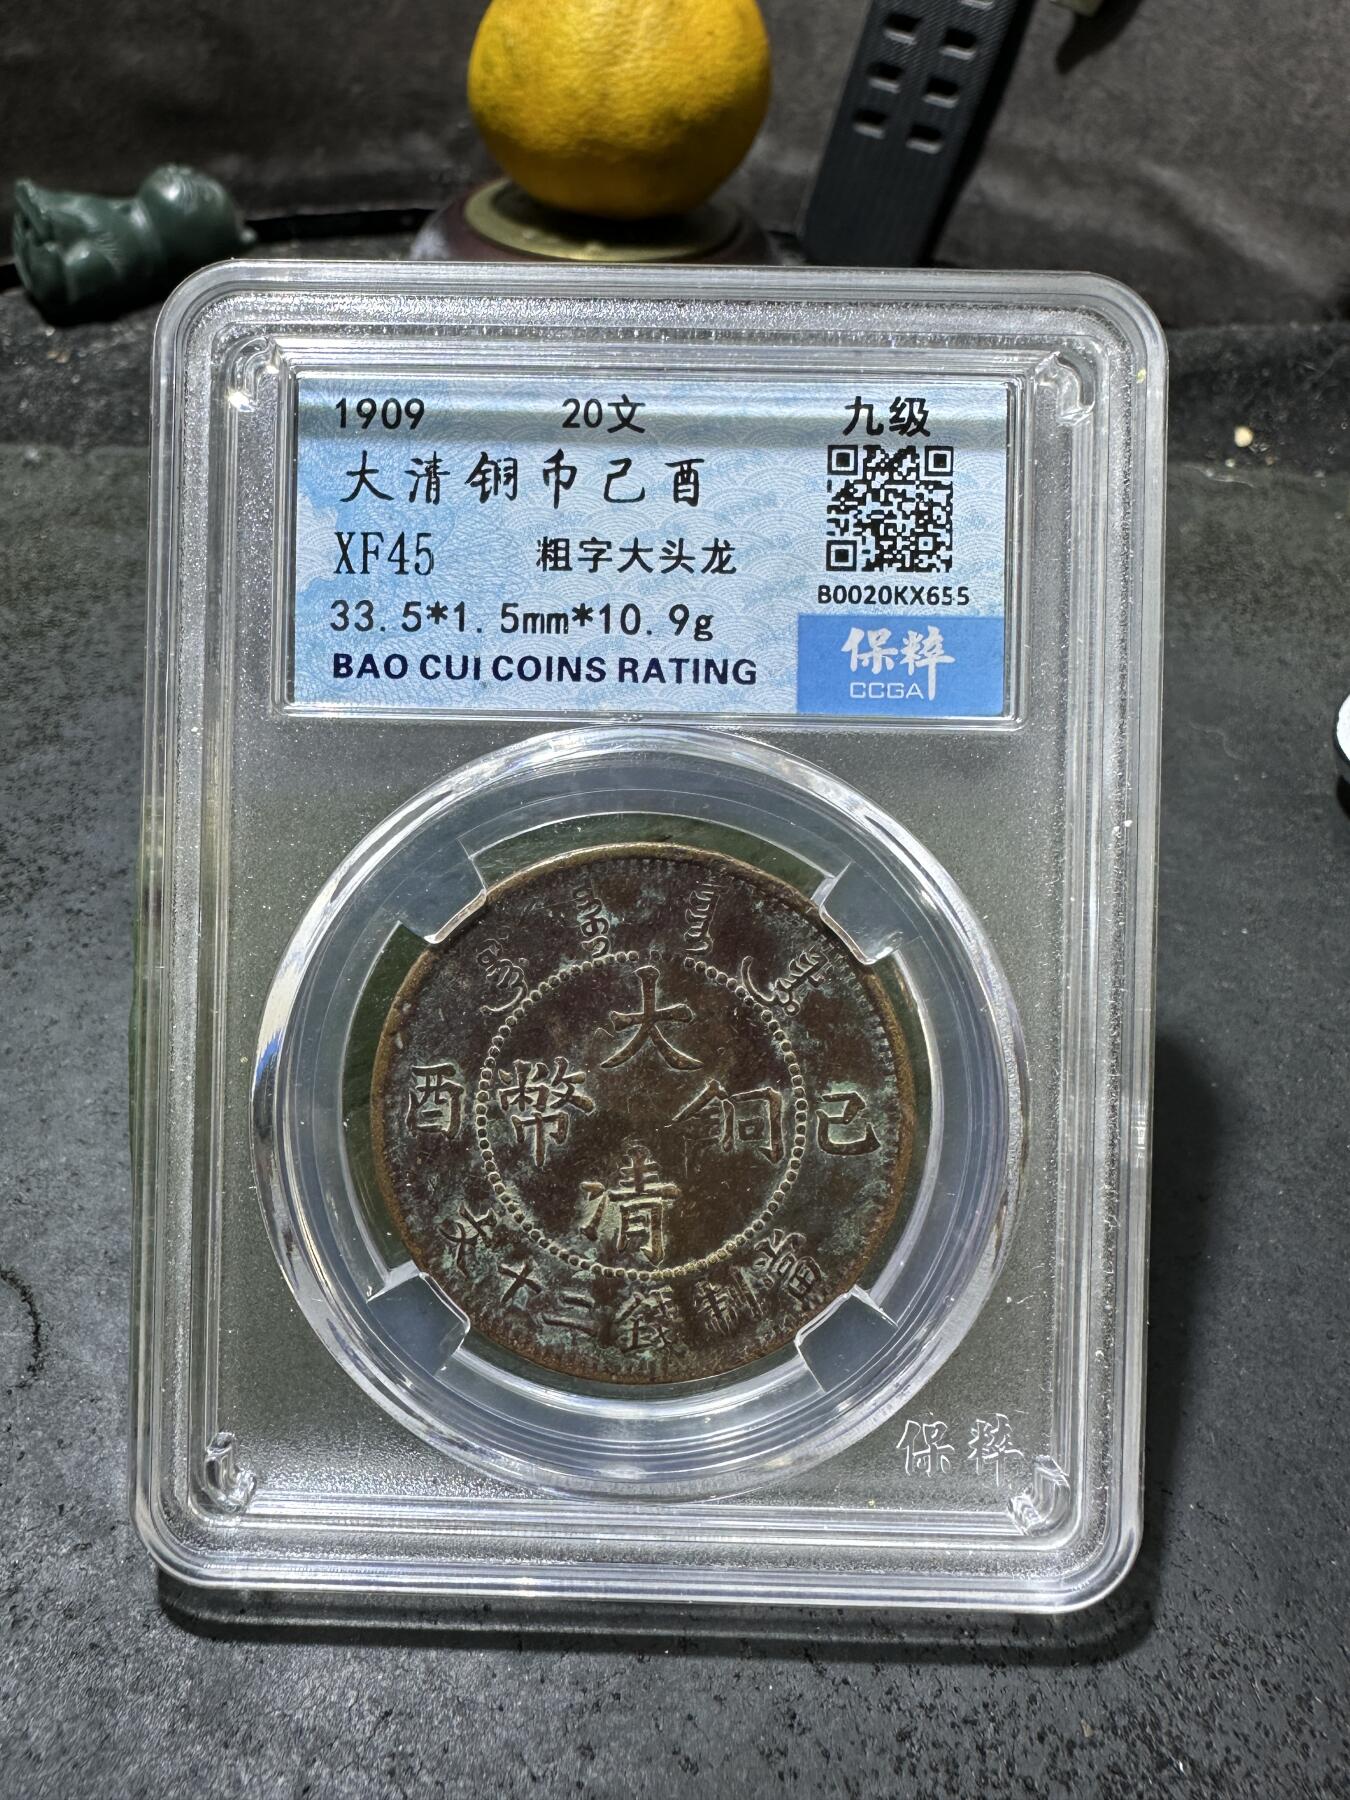 1909 20文 九级
大清铜币己酉
XF45 粗字大头龙
B0020KX655
33.5*1.5mm*10.9g
BAO CUI COINS RATING
保粹
CCGA
大清銅幣
己酉
當制錢二十文
保粹